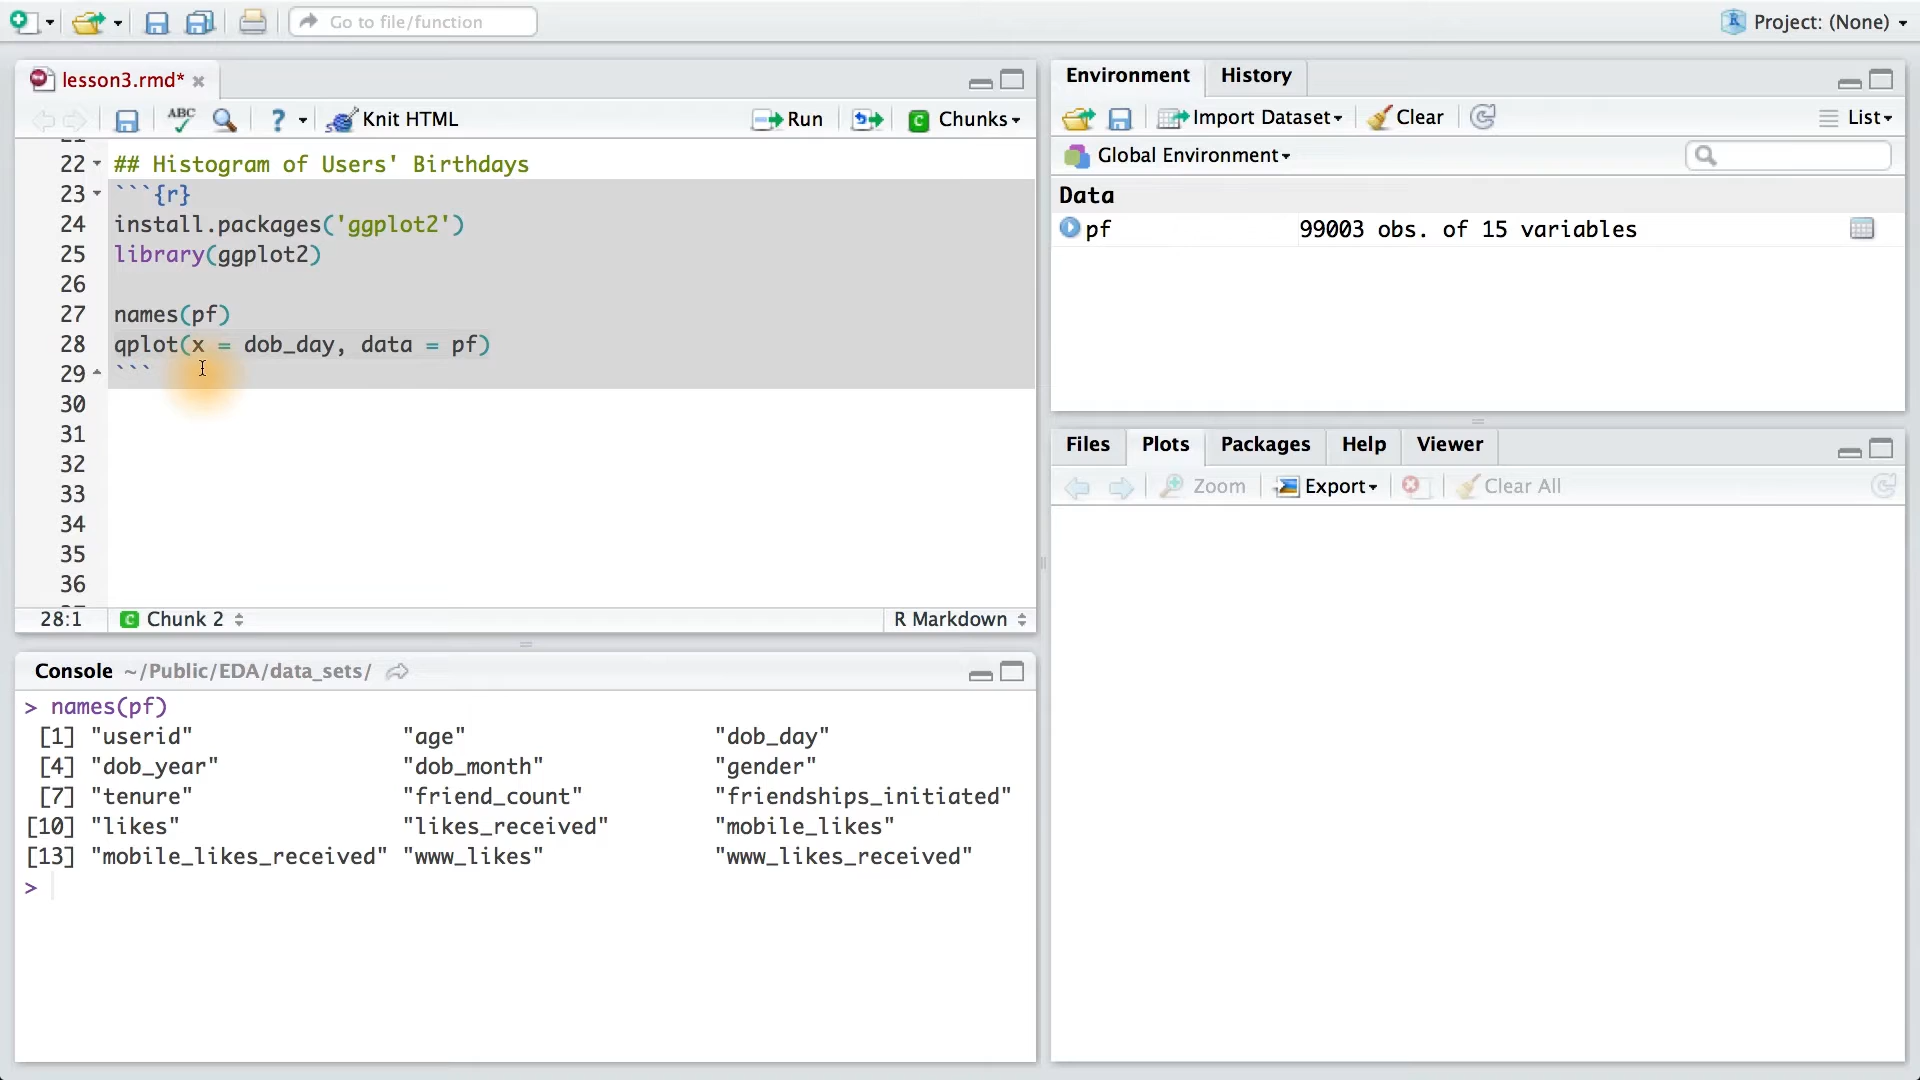 Go to file/function
Project: (None)
lesson3.rmd*
ABC
? Knit HTML
Run
C Chunks
22 ## Histogram of Users' Birthdays
23 ```{r}
24 install.packages('ggplot2')
25 library(ggplot2)
26
27 names(pf)
28 qplot(x = dob_day, data = pf)
29 ```
30
31
32
33
34
35
36
28:1 C Chunk 2 R Markdown
Console ~/Public/EDA/data_sets/
> names(pf)
[1] "userid" "age" "dob_day"
[4] "dob_year" "dob_month" "gender"
[7] "tenure" "friend_count" "friendships_initiated"
[10] "likes" "likes_received" "mobile_likes"
[13] "mobile_likes_received" "www_likes" "www_likes_received"
>
Environment History
Import Dataset Clear List
Global Environment
Data
pf 99003 obs. of 15 variables
Files Plots Packages Help Viewer
Zoom Export Clear All